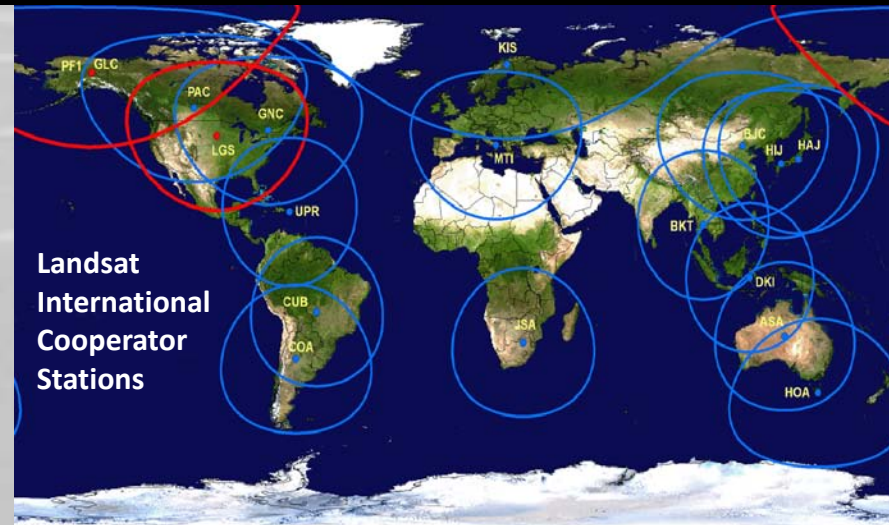 KIS
PF1 GLC
PAC
GNC
LGS
MTI
BJC
HIJ HAJ
UPR
BKT
Landsat
International
Cooperator
Stations
DKI
CUB
JSA
ASA
COA
HOA